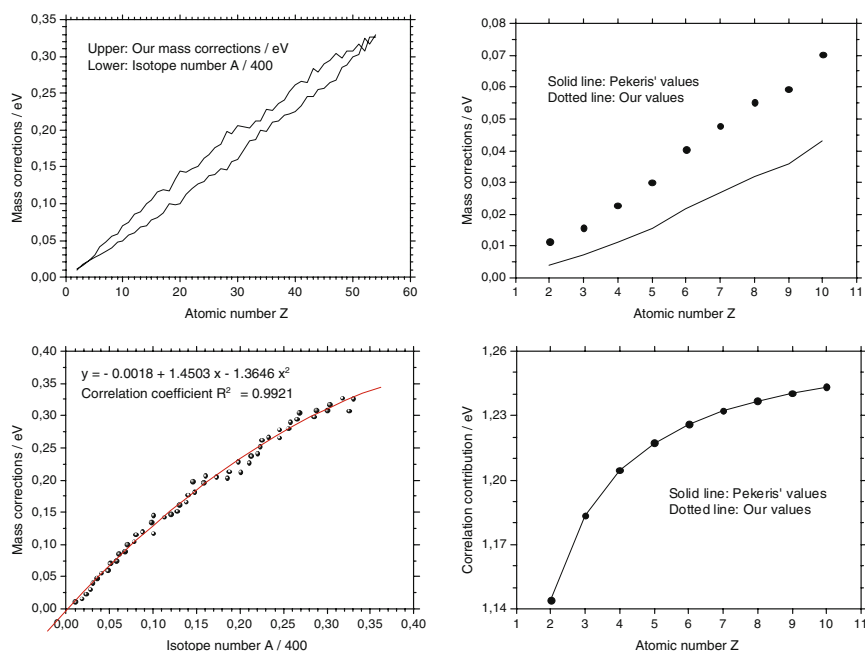 Upper: Our mass corrections / eV
Lower: Isotope number A / 400
Mass corrections / eV
0,35
0,30
0,25
0,20
0,15
0,10
0,05
0,00
0 10 20 30 40 50 60
Atomic number Z
Solid line: Pekeris' values
Dotted line: Our values
Mass corrections / eV
0,08
0,07
0,06
0,05
0,04
0,03
0,02
0,01
0,00
1 2 3 4 5 6 7 8 9 10 11
Atomic number Z
y = - 0.0018 + 1.4503 x - 1.3646 x²
Correlation coefficient R² = 0.9921
Mass corrections / eV
0,40
0,35
0,30
0,25
0,20
0,15
0,10
0,05
0,00
0,00 0,05 0,10 0,15 0,20 0,25 0,30 0,35 0,40
Isotope number A / 400
Solid line: Pekeris' values
Dotted line: Our values
Correlation contribution / eV
1,26
1,23
1,20
1,17
1,14
1 2 3 4 5 6 7 8 9 10 11
Atomic number Z